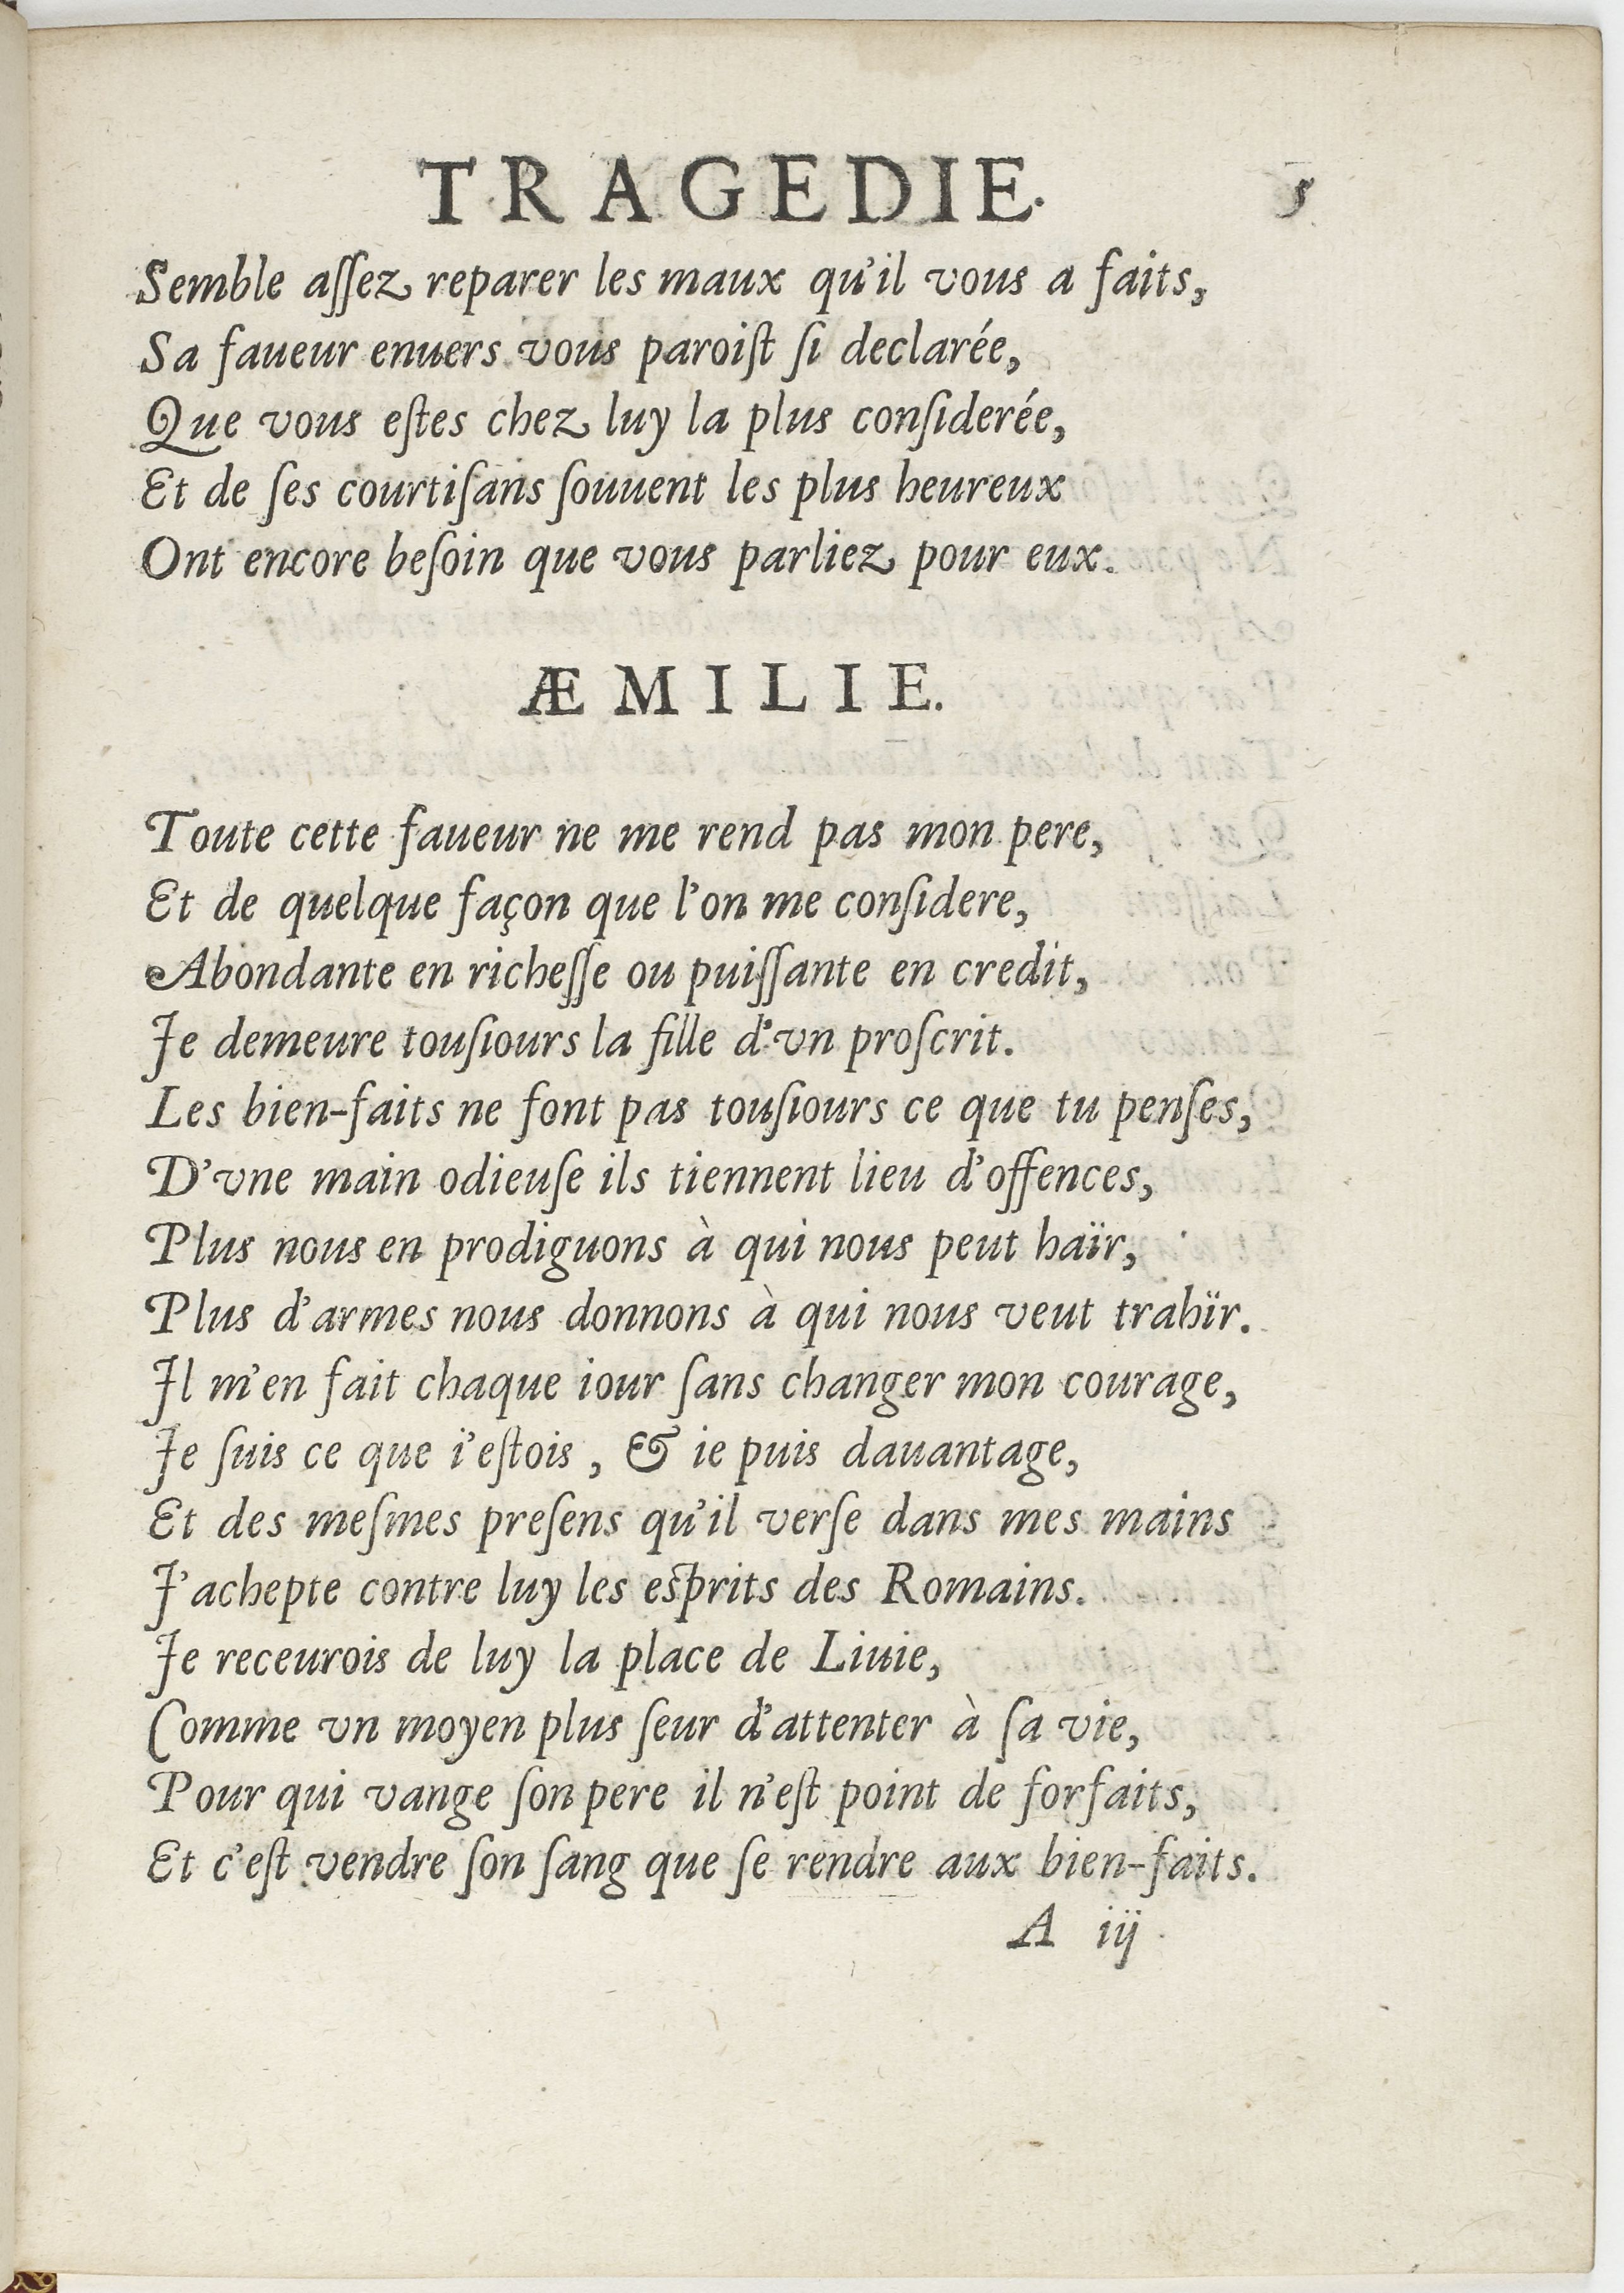 TRAGEDIE. 5
Semble aſſez reparer les maux qu'il vous a faits,
Sa faueur enuers vous paroiſt ſi declarée,
Que vous eſtes chez luy la plus conſiderée,
Et de ſes courtiſans ſouuent les plus heureux
Ont encore beſoin que vous parliez pour eux.
ÆMILIE.
Toute cette faueur ne me rend pas mon pere,
Et de quelque façon que l'on me conſidere,
Abondante en richeſſe ou puiſſante en credit,
Je demeure touſiours la fille d'vn proſcrit.
Les bien-faits ne font pas touſiours ce que tu penſes,
D'vne main odieuſe ils tiennent lieu d'offences,
Plus nous en prodiguons à qui nous peut haïr,
Plus d'armes nous donnons à qui nous veut trahïr.
Il m'en fait chaque iour ſans changer mon courage,
Je ſuis ce que i'eſtois, & ie puis dauantage,
Et des meſmes preſens qu'il verſe dans mes mains
J'achepte contre luy les eſprits des Romains.
Je receurois de luy la place de Liuie,
Comme vn moyen plus ſeur d'attenter à ſa vie,
Pour qui vange ſon pere il n'eſt point de forfaits,
Et c'eſt vendre ſon ſang que ſe rendre aux bien-faits.
A iij